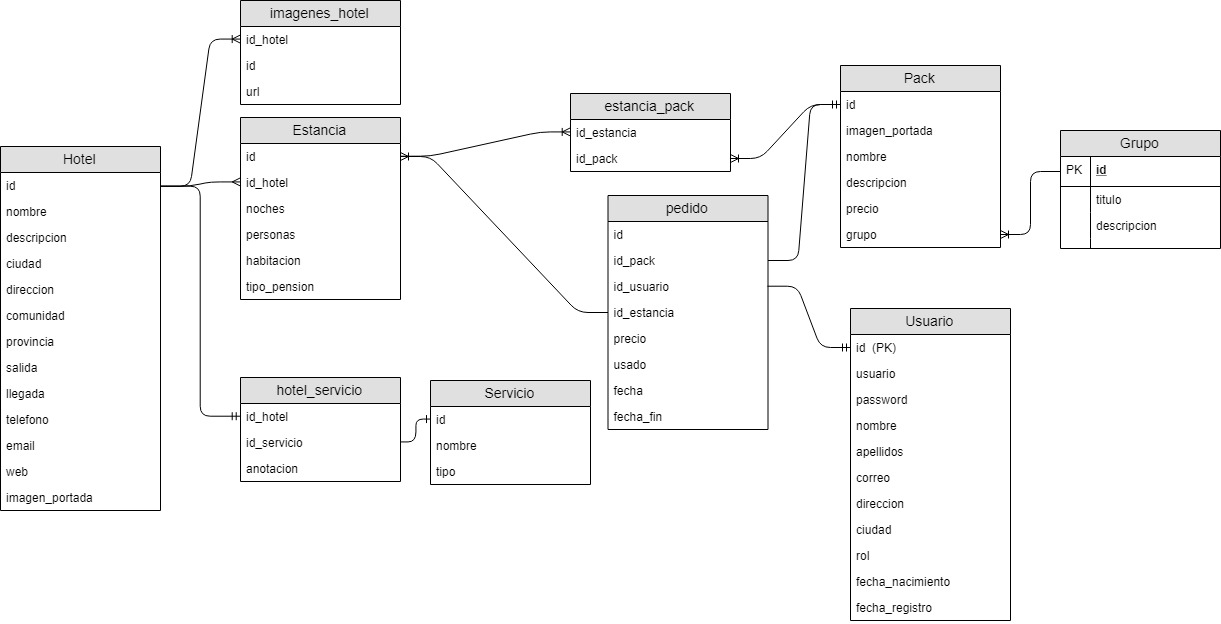 imagenes_hotel
id_hotel
id
url
Estancia
id
id_hotel
noches
personas
habitacion
tipo_pension
Hotel
id
nombre
descripcion
ciudad
direccion
comunidad
provincia
salida
llegada
telefono
email
web
imagen_portada
hotel_servicio
id_hotel
id_servicio
anotacion
Servicio
id
nombre
tipo
estancia_pack
id_estancia
id_pack
pedido
id
id_pack
id_usuario
id_estancia
precio
usado
fecha
fecha_fin
Pack
id
imagen_portada
nombre
descripcion
precio
grupo
Grupo
PK id
titulo
descripcion
Usuario
id (PK)
usuario
password
nombre
apellidos
correo
direccion
ciudad
rol
fecha_nacimiento
fecha_registro